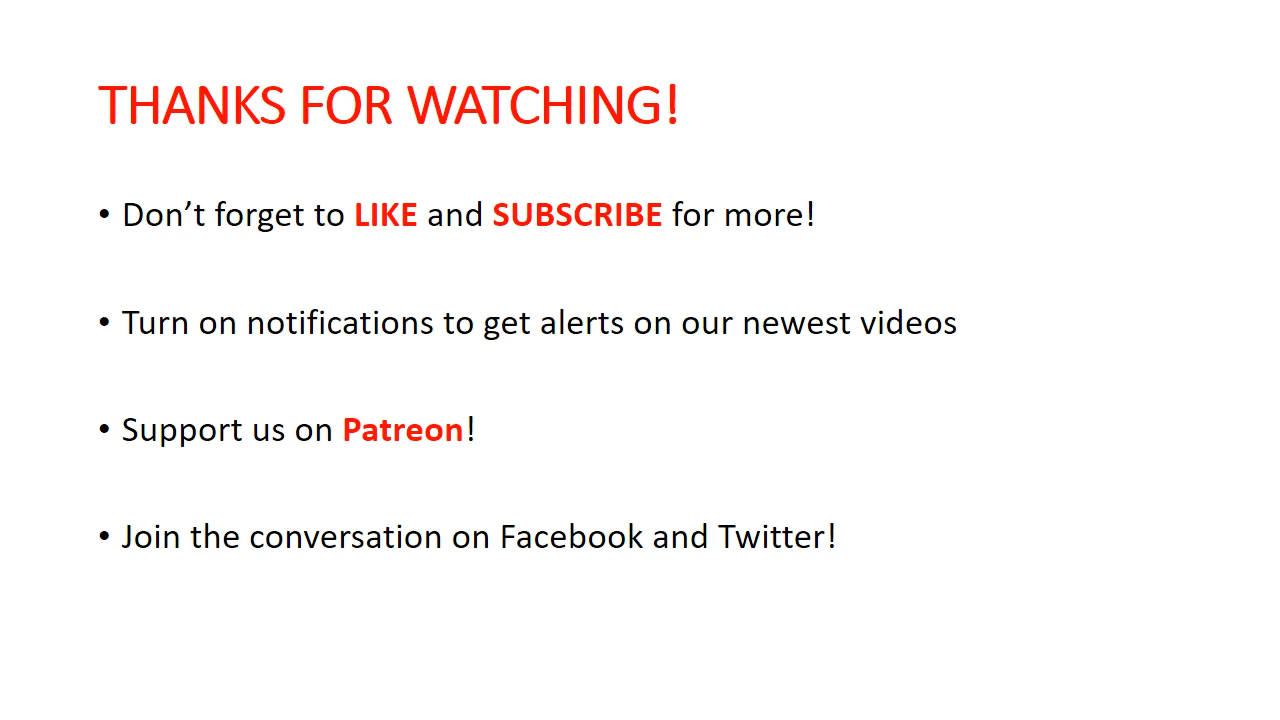 THANKS FOR WATCHING!
• Don’t forget to LIKE and SUBSCRIBE for more!
• Turn on notifications to get alerts on our newest videos
• Support us on Patreon!
• Join the conversation on Facebook and Twitter!